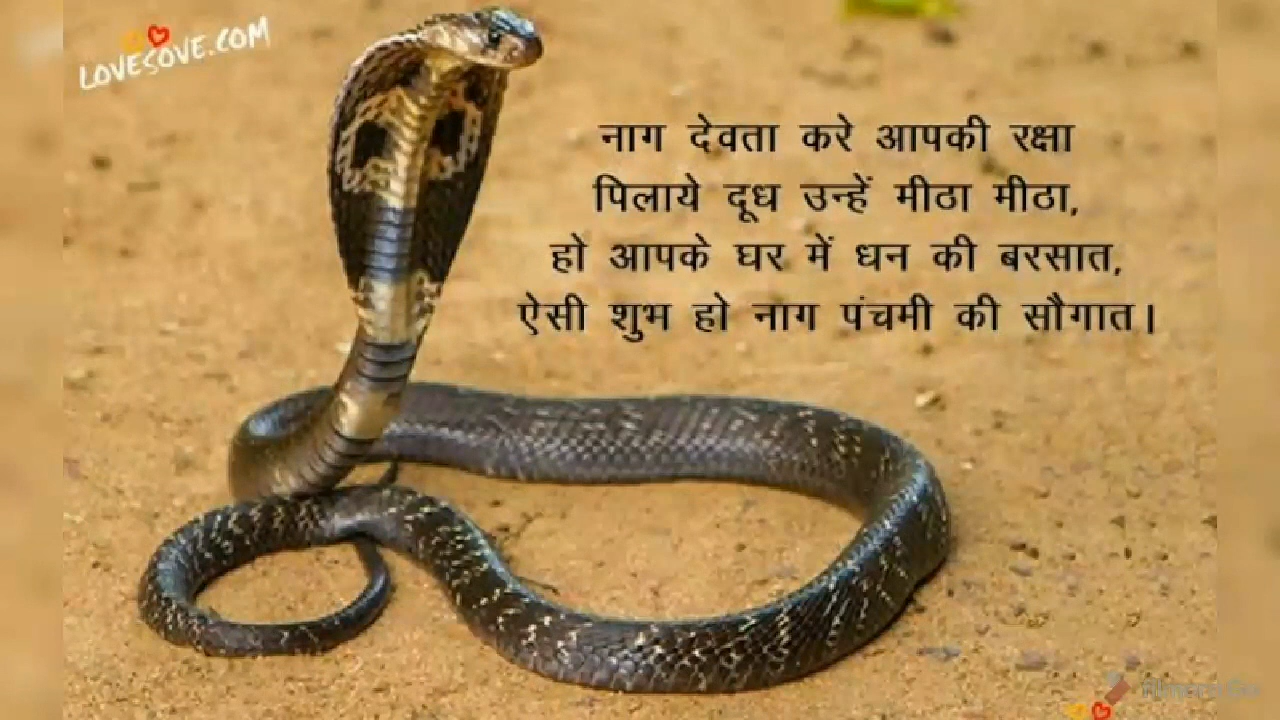 LOVESOVE.COM
नाग देवता करे आपकी रक्षा
पिलाये दूध उन्हें मीठा मीठा,
हो आपके घर में धन की बरसात,
ऐसी शुभ हो नाग पंचमी की सौगात।